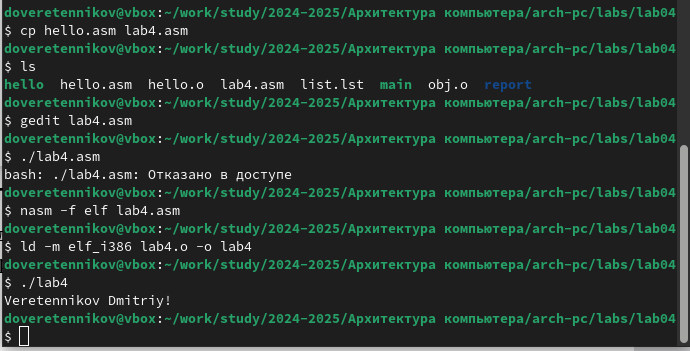 doveretennikov@vbox:~/work/study/2024-2025/Архитектура компьютера/arch-pc/labs/lab04
$ cp hello.asm lab4.asm
doveretennikov@vbox:~/work/study/2024-2025/Архитектура компьютера/arch-pc/labs/lab04
$ ls
hello hello.asm hello.o lab4.asm list.lst main obj.o report
doveretennikov@vbox:~/work/study/2024-2025/Архитектура компьютера/arch-pc/labs/lab04
$ gedit lab4.asm
doveretennikov@vbox:~/work/study/2024-2025/Архитектура компьютера/arch-pc/labs/lab04
$ ./lab4.asm
bash: ./lab4.asm: Отказано в доступе
doveretennikov@vbox:~/work/study/2024-2025/Архитектура компьютера/arch-pc/labs/lab04
$ nasm -f elf lab4.asm
doveretennikov@vbox:~/work/study/2024-2025/Архитектура компьютера/arch-pc/labs/lab04
$ ld -m elf_i386 lab4.o -o lab4
doveretennikov@vbox:~/work/study/2024-2025/Архитектура компьютера/arch-pc/labs/lab04
$ ./lab4
Veretennikov Dmitriy!
doveretennikov@vbox:~/work/study/2024-2025/Архитектура компьютера/arch-pc/labs/lab04
$